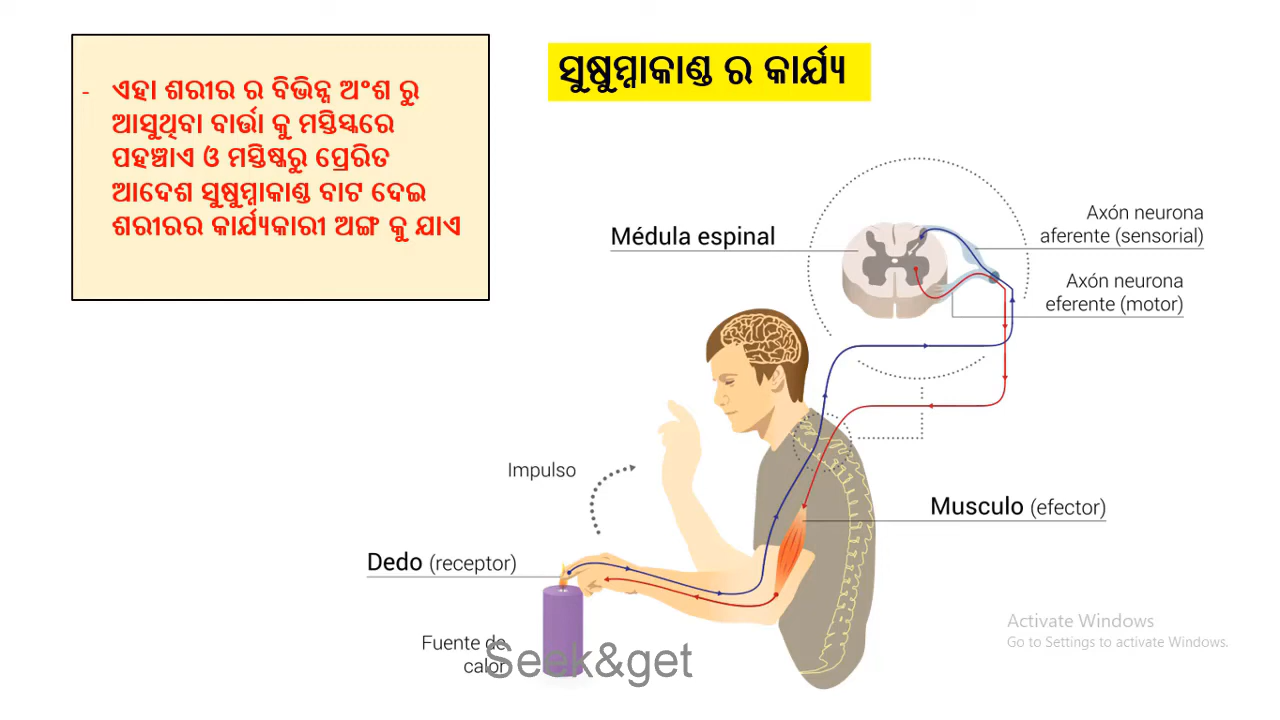 ସୁଷୁମ୍ନାକାଣ୍ଡ ର କାର୍ଯ୍ୟ
- ଏହା ଶରୀର ର ବିଭିନ୍ନ ଅଂଶ ରୁ
ଆସୁଥିବା ବାର୍ତ୍ତା କୁ ମସ୍ତିସ୍କରେ
ପହଞ୍ଚାଏ ଓ ମସ୍ତିଷ୍କରୁ ପ୍ରେରିତ
ଆଦେଶ ସୁଷୁମ୍ନାକାଣ୍ଡ ବାଟ ଦେଇ
ଶରୀରର କାର୍ଯ୍ୟକାରୀ ଅଙ୍ଗ କୁ ଯାଏ
Médula espinal
Axón neurona
aferente (sensorial)
Axón neurona
eferente (motor)
Impulso
Musculo (efector)
Dedo (receptor)
Fuente de
calor
Seek&get
Activate Windows
Go to Settings to activate Windows.